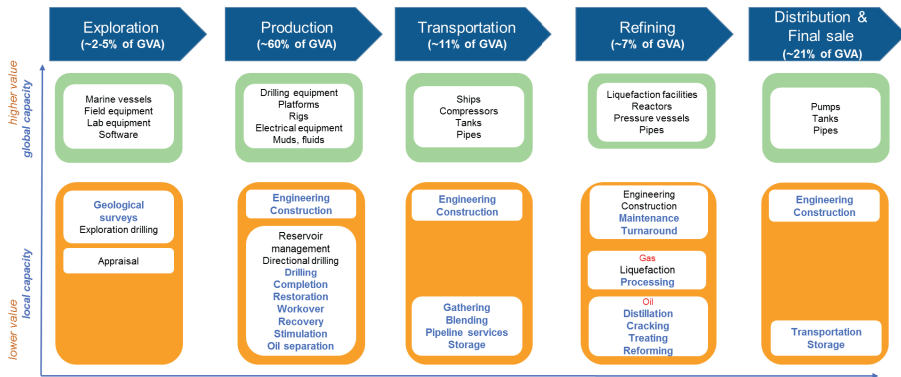 Exploration
(~2-5% of GVA)
Production
(~60% of GVA)
Transportation
(~11% of GVA)
Refining
(~7% of GVA)
Distribution &
Final sale
(~21% of GVA)
higher value
global capacity
Marine vessels
Field equipment
Lab equipment
Software
Drilling equipment
Platforms
Rigs
Electrical equipment
Muds, fluids
Ships
Compressors
Tanks
Pipes
Liquefaction facilities
Reactors
Pressure vessels
Pipes
Pumps
Tanks
Pipes
lower value
local capacity
Geological
surveys
Exploration drilling
Appraisal
Engineering
Construction
Reservoir
management
Directional drilling
Drilling
Completion
Restoration
Workover
Recovery
Stimulation
Oil separation
Engineering
Construction
Gathering
Blending
Pipeline services
Storage
Engineering
Construction
Maintenance
Turnaround
Gas
Liquefaction
Processing
Oil
Distillation
Cracking
Treating
Reforming
Engineering
Construction
Transportation
Storage